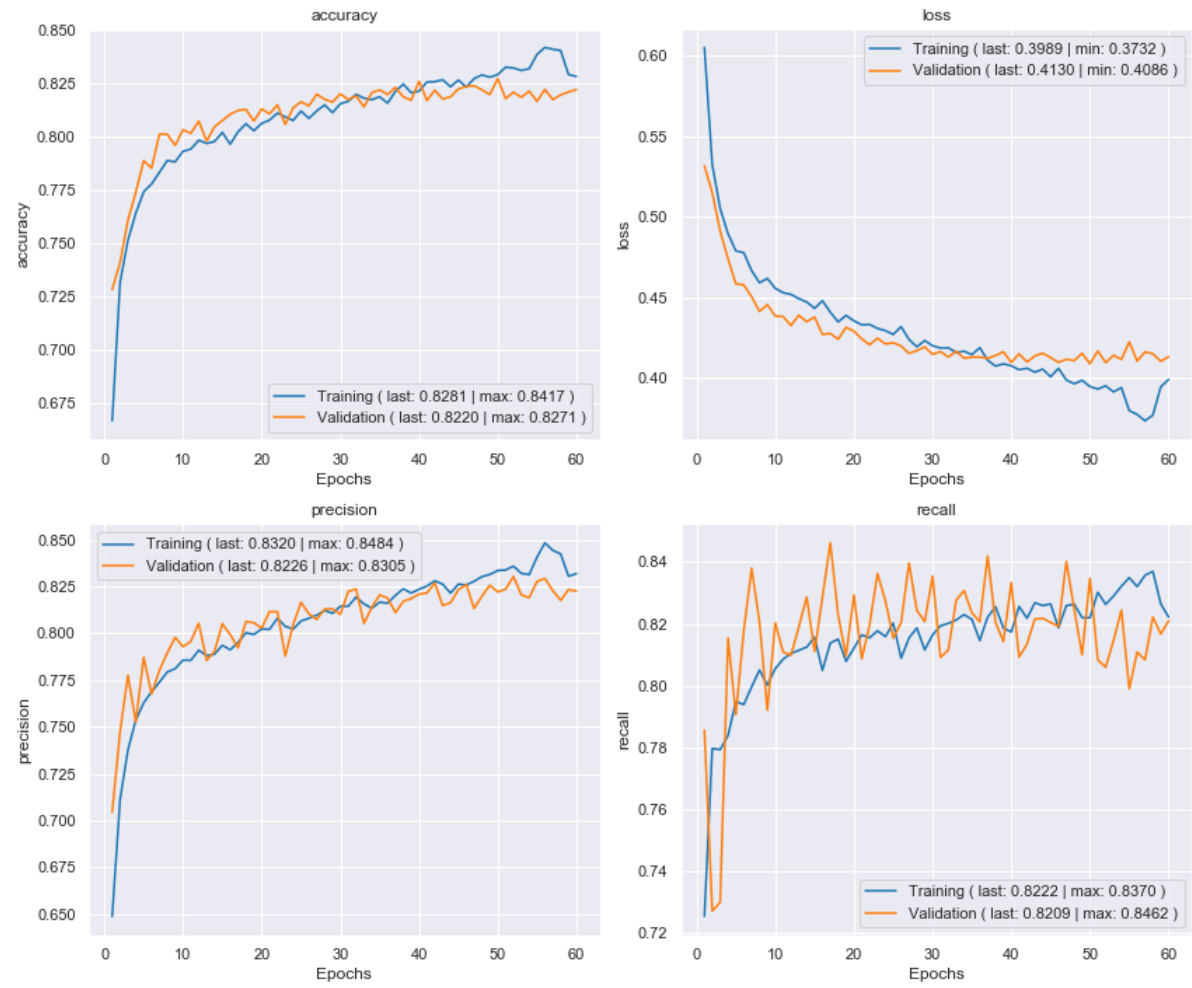 accuracy
0.850
0.825
0.800
0.775
0.750
0.725
0.700
0.675
accuracy
Training ( last: 0.8281 | max: 0.8417 )
Validation ( last: 0.8220 | max: 0.8271 )
0 10 20 30 40 50 60
Epochs
loss
0.60
0.55
0.50
0.45
0.40
loss
Training ( last: 0.3989 | min: 0.3732 )
Validation ( last: 0.4130 | min: 0.4086 )
0 10 20 30 40 50 60
Epochs
precision
0.850
0.825
0.800
0.775
0.750
0.725
0.700
0.675
0.650
precision
Training ( last: 0.8320 | max: 0.8484 )
Validation ( last: 0.8226 | max: 0.8305 )
0 10 20 30 40 50 60
Epochs
recall
0.84
0.82
0.80
0.78
0.76
0.74
0.72
recall
Training ( last: 0.8222 | max: 0.8370 )
Validation ( last: 0.8209 | max: 0.8462 )
0 10 20 30 40 50 60
Epochs